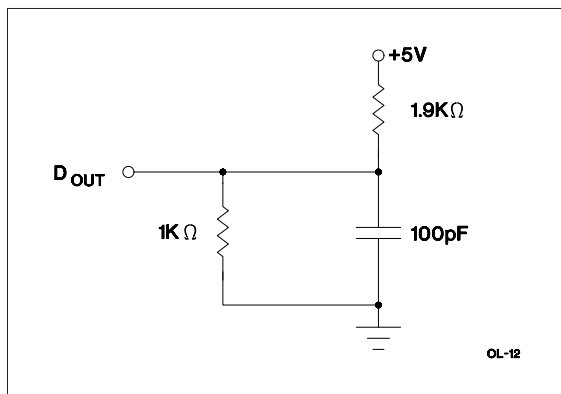 +5V
1.9KΩ
D OUT
1KΩ
100pF
OL-12